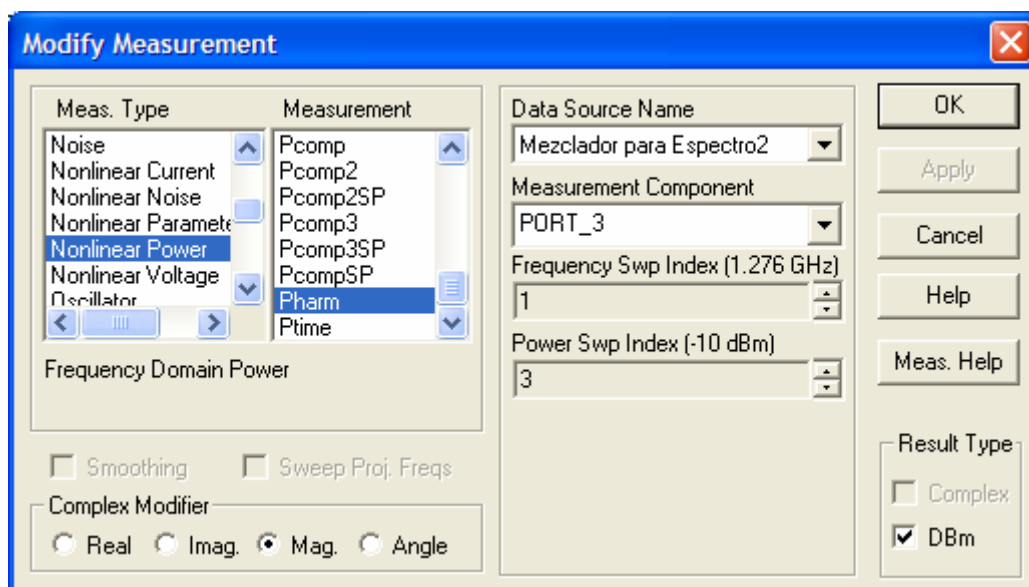 Modify Measurement
Meas. Type
Measurement
Noise
Nonlinear Current
Nonlinear Noise
Nonlinear Paramete
Nonlinear Power
Nonlinear Voltage
Oscillator
Pcomp
Pcomp2
Pcomp2SP
Pcomp3
Pcomp3SP
PcompSP
Pharm
Ptime
Frequency Domain Power
Smoothing
Sweep Proj. Freqs
Complex Modifier
Real
Imag.
Mag.
Angle
Data Source Name
Mezclador para Espectro2
Measurement Component
PORT_3
Frequency Swp Index (1.276 GHz)
1
Power Swp Index (-10 dBm)
3
OK
Apply
Cancel
Help
Meas. Help
Result Type
Complex
DBm